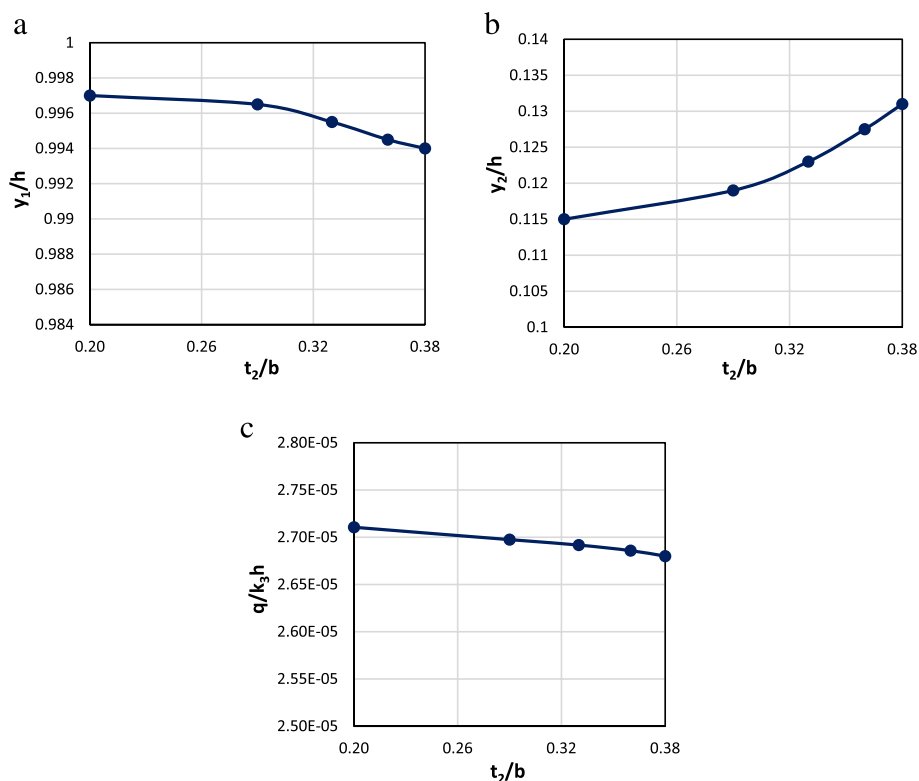 a
1
0.998
0.996
0.994
0.992
0.99
0.988
0.986
0.984
y₁/h
0.20
0.26
0.32
0.38
t₂/b
b
0.14
0.135
0.13
0.125
0.12
0.115
0.11
0.105
0.1
y₂/h
0.20
0.26
0.32
0.38
t₂/b
c
2.80E-05
2.75E-05
2.70E-05
2.65E-05
2.60E-05
2.55E-05
2.50E-05
q/k₃h
0.20
0.26
0.32
0.38
t₂/b